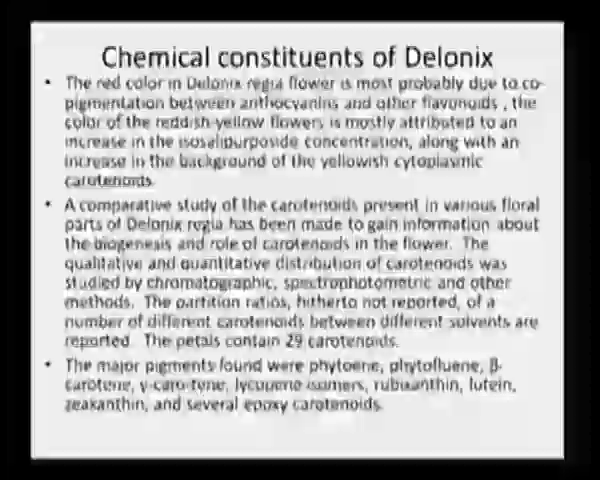 Chemical constituents of Delonix
• The red color in Delonix regia flower is most probably due to co-
pigmentation between anthocyanins and other flavonoids , the
color of the reddish-yellow flowers is mostly attributed to an
increase in the isosalipurposide concentration, along with an
increase in the background of the yellowish cytoplasmic
carotenoids.
• A comparative study of the carotenoids present in various floral
parts of Delonix regia has been made to gain information about
the biogenesis and role of carotenoids in the flower. The
qualitative and quantitative distribution of carotenoids was
studied by chromatographic, spectrophotometric and other
methods. The partition ratios, hitherto not reported, of a
number of different carotenoids between different solvents are
reported. The petals contain 29 carotenoids.
• The major pigments found were phytoene, phytofluene, β-
carotene, γ-carotene, lycopene isomers, rubixanthin, lutein,
zeaxanthin, and several epoxy carotenoids.